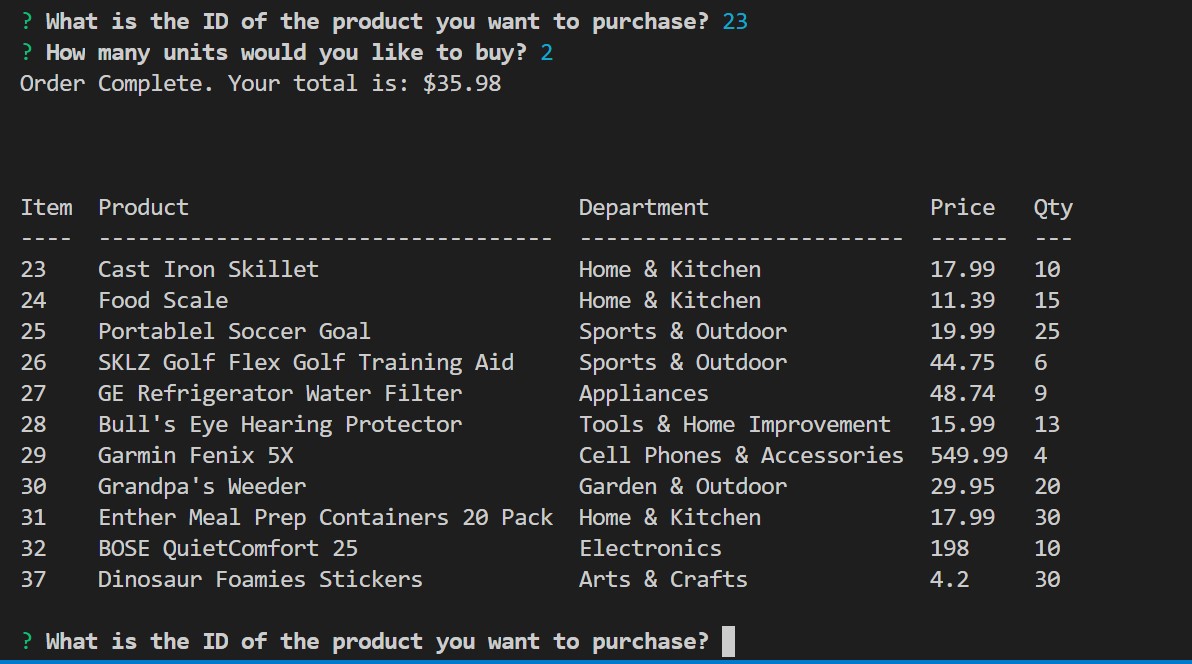 ? What is the ID of the product you want to purchase? 23
? How many units would you like to buy? 2
Order Complete. Your total is: $35.98
Item  Product                              Department                 Price   Qty
----  -----------------------------------  -------------------------  ------  ---
23    Cast Iron Skillet                    Home & Kitchen             17.99   10
24    Food Scale                           Home & Kitchen             11.39   15
25    Portablel Soccer Goal                Sports & Outdoor           19.99   25
26    SKLZ Golf Flex Golf Training Aid     Sports & Outdoor           44.75   6
27    GE Refrigerator Water Filter         Appliances                 48.74   9
28    Bull's Eye Hearing Protector         Tools & Home Improvement   15.99   13
29    Garmin Fenix 5X                      Cell Phones & Accessories  549.99  4
30    Grandpa's Weeder                     Garden & Outdoor           29.95   20
31    Enther Meal Prep Containers 20 Pack  Home & Kitchen             17.99   30
32    BOSE QuietComfort 25                 Electronics                198     10
37    Dinosaur Foamies Stickers            Arts & Crafts              4.2     30
? What is the ID of the product you want to purchase?